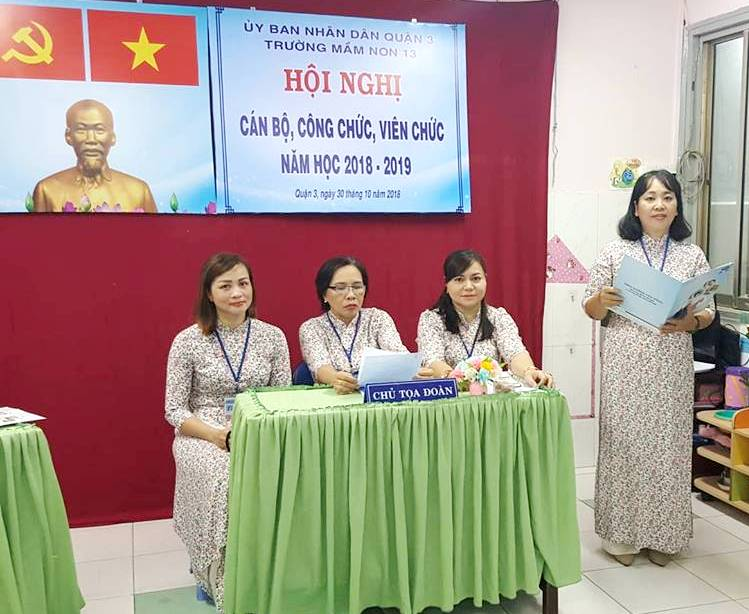 ỦY BAN NHÂN DÂN QUẬN 3
TRƯỜNG MẦM NON 13
HỘI NGHỊ
CÁN BỘ, CÔNG CHỨC, VIÊN CHỨC
NĂM HỌC 2018 - 2019
Quận 3, ngày 30 tháng 10 năm 2018
CHỦ TỌA ĐOÀN